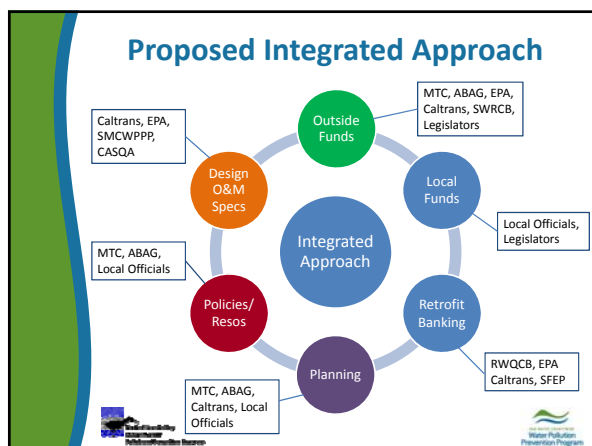 Proposed Integrated Approach
MTC, ABAG, EPA,
Caltrans, SWRCB,
Legislators
Caltrans, EPA,
SMCWPPP,
CASQA
Outside
Funds
Design
O&M
Specs
Local
Funds
Integrated
Approach
Local Officials,
Legislators
MTC, ABAG,
Local Officials
Policies/
Resos
Retrofit
Banking
Planning
RWQCB, EPA
Caltrans, SFEP
MTC, ABAG,
Caltrans, Local
Officials
Water Pollution
Prevention Program